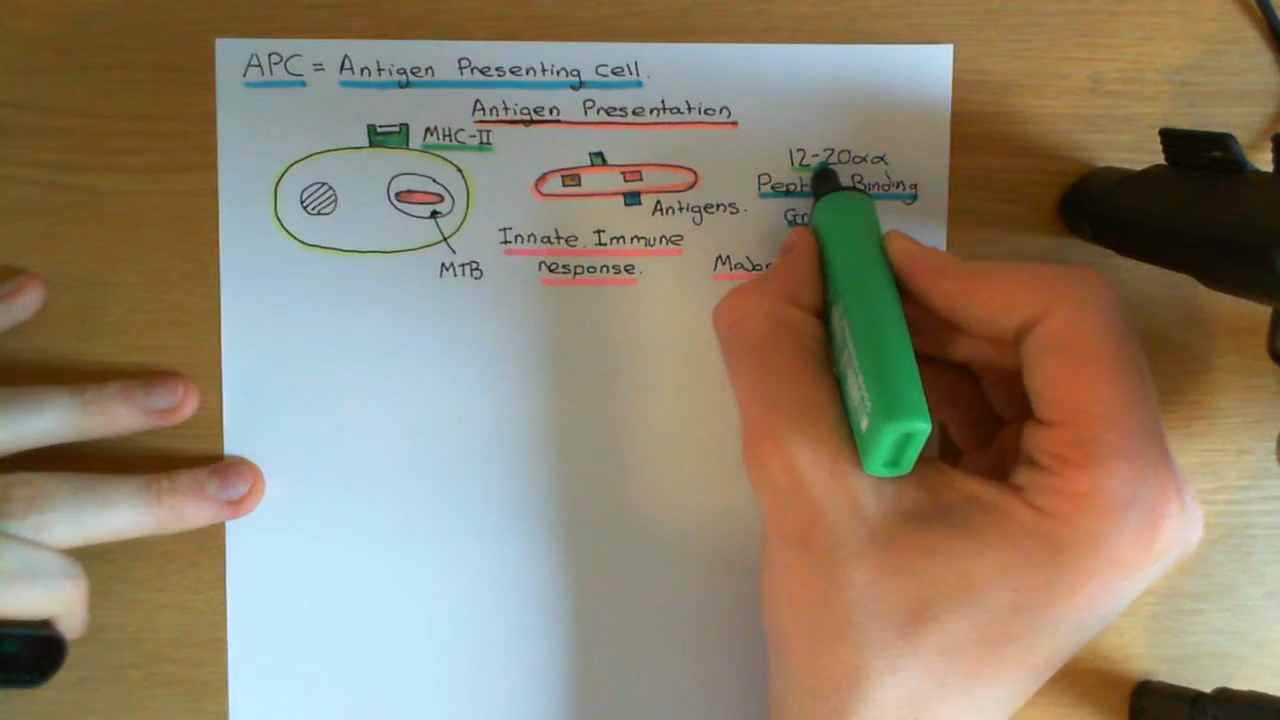 APC = Antigen Presenting Cell.
Antigen Presentation
MHC-II
12-20αα
Binding
Antigens.
Innate Immune
response.
MTB